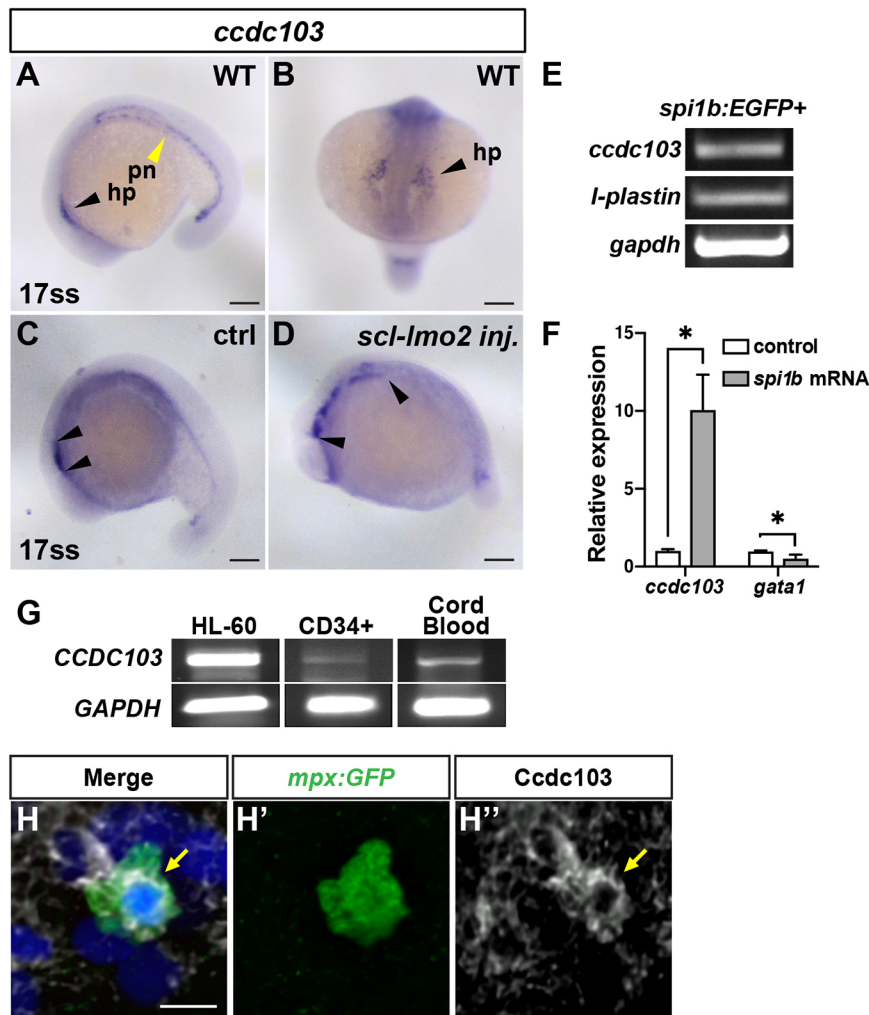 ccdc103
A WT
pn
hp
17ss
B WT
hp
C ctrl
17ss
D scl-lmo2 inj.
E
spi1b:EGFP+
ccdc103
l-plastin
gapdh
F
control
spi1b mRNA
Relative expression
15
10
5
0
*
*
ccdc103
gata1
G
HL-60
CD34+
Cord
Blood
CCDC103
GAPDH
Merge
mpx:GFP
Ccdc103
H
H’
H’’